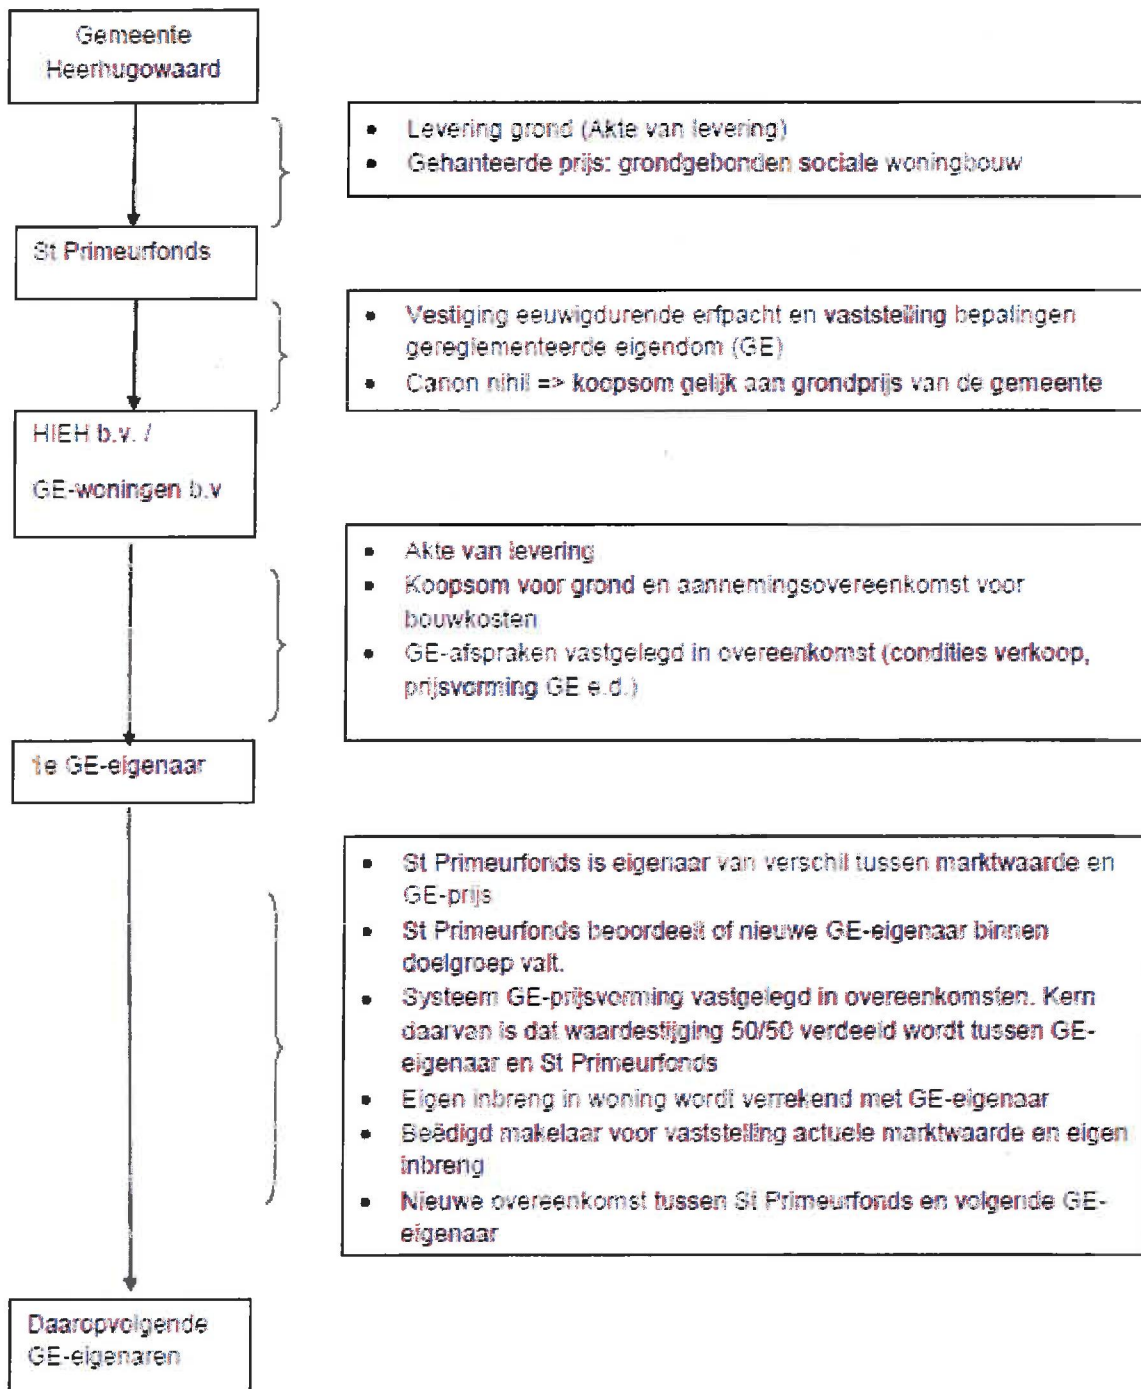 Gemeente
Heerhugowaard
• Levering grond (Akte van levering)
• Gehanteerde prijs: grondgebonden sociale woningbouw
St Primeurfonds
• Vestiging eeuwigdurende erfpacht en vaststelling bepalingen
gereglementeerde eigendom (GE)
• Canon nihil => koopsom gelijk aan grondprijs van de gemeente
HIEH b.v. /
GE-woningen b.v
• Akte van levering
• Koopsom voor grond en aannemingsovereenkomst voor
bouwkosten
• GE-afspraken vastgelegd in overeenkomst (condities verkoop,
prijsvorming GE e.d.)
1e GE-eigenaar
• St Primeurfonds is eigenaar van verschil tussen marktwaarde en
GE-prijs
• St Primeurfonds beoordeelt of nieuwe GE-eigenaar binnen
doelgroep valt.
• Systeem GE-prijsvorming vastgelegd in overeenkomsten. Kern
daarvan is dat waardestijging 50/50 verdeeld wordt tussen GE-
eigenaar en St Primeurfonds
• Eigen inbreng in woning wordt verrekend met GE-eigenaar
• Beëdigd makelaar voor vaststelling actuele marktwaarde en eigen
inbreng
• Nieuwe overeenkomst tussen St Primeurfonds en volgende GE-
eigenaar
Daaropvolgende
GE-eigenaren